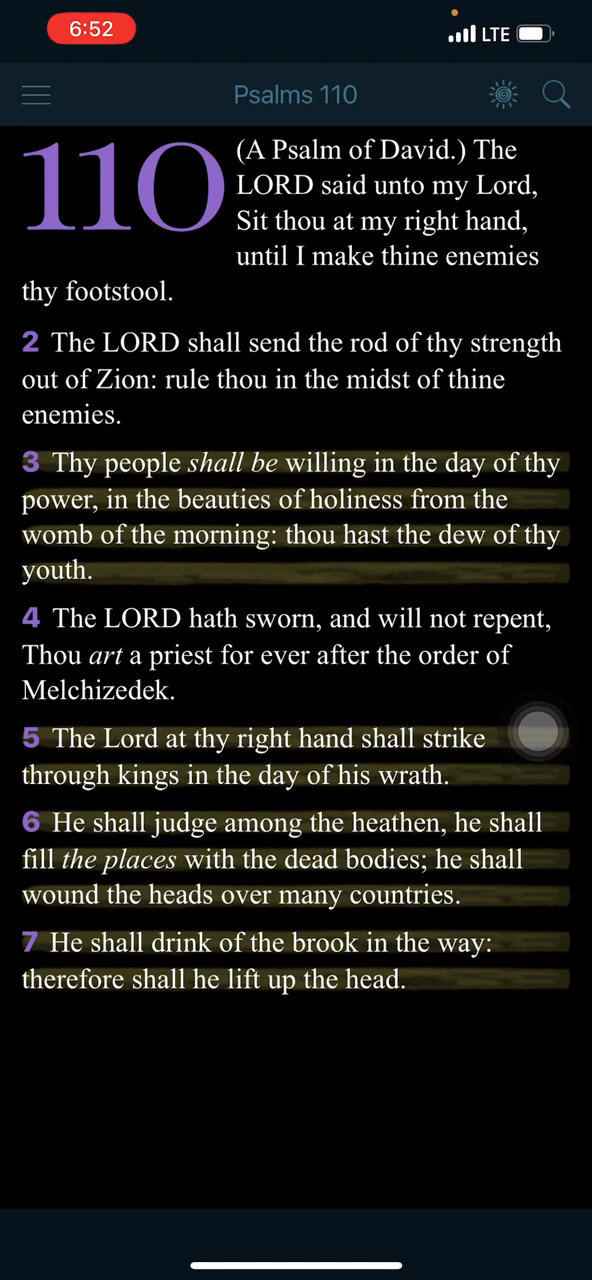 6:52
LTE
Psalms 110
110
(A Psalm of David.) The
LORD said unto my Lord,
Sit thou at my right hand,
until I make thine enemies
thy footstool.
2 The LORD shall send the rod of thy strength
out of Zion: rule thou in the midst of thine
enemies.
3 Thy people shall be willing in the day of thy
power, in the beauties of holiness from the
womb of the morning: thou hast the dew of thy
youth.
4 The LORD hath sworn, and will not repent,
Thou art a priest for ever after the order of
Melchizedek.
5 The Lord at thy right hand shall strike
through kings in the day of his wrath.
6 He shall judge among the heathen, he shall
fill the places with the dead bodies; he shall
wound the heads over many countries.
7 He shall drink of the brook in the way:
therefore shall he lift up the head.